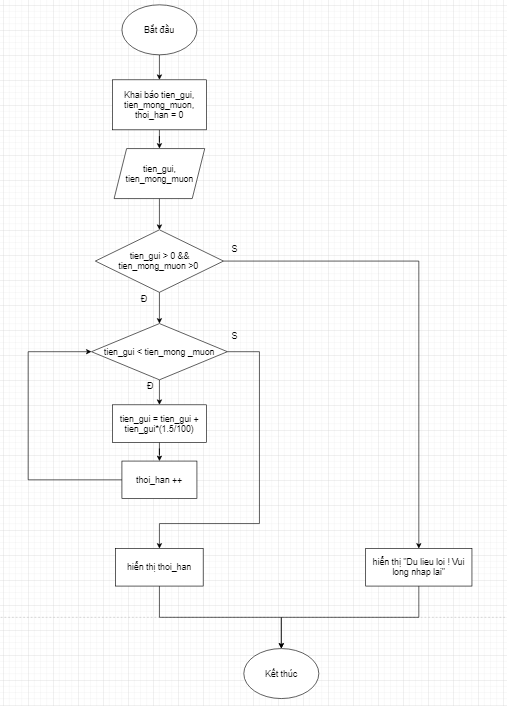 Bắt đầu
Khai báo tien_gui,
tien_mong_muon,
thoi_han = 0
tien_gui,
tien_mong_muon
tien_gui > 0 &&
tien_mong_muon >0
S
Đ
tien_gui < tien_mong _muon
S
Đ
tien_gui = tien_gui +
tien_gui*(1.5/100)
thoi_han ++
hiển thị thoi_han
hiển thị "Du lieu loi ! Vui
long nhap lai"
Kết thúc